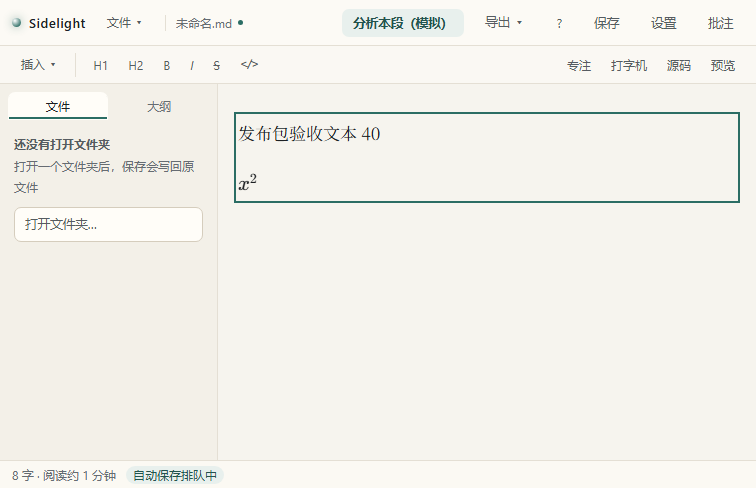 Sidelight 文件 ▾ 未命名.md ● 分析本段（模拟） 导出 ▾ ? 保存 设置 批注
插入 ▾ H1 H2 B I S </> 专注 打字机 源码 预览
文件 大纲
还没有打开文件夹
打开一个文件夹后，保存会写回原
文件
打开文件夹...
发布包验收文本 40
x²
8 字 · 阅读约 1 分钟 自动保存排队中